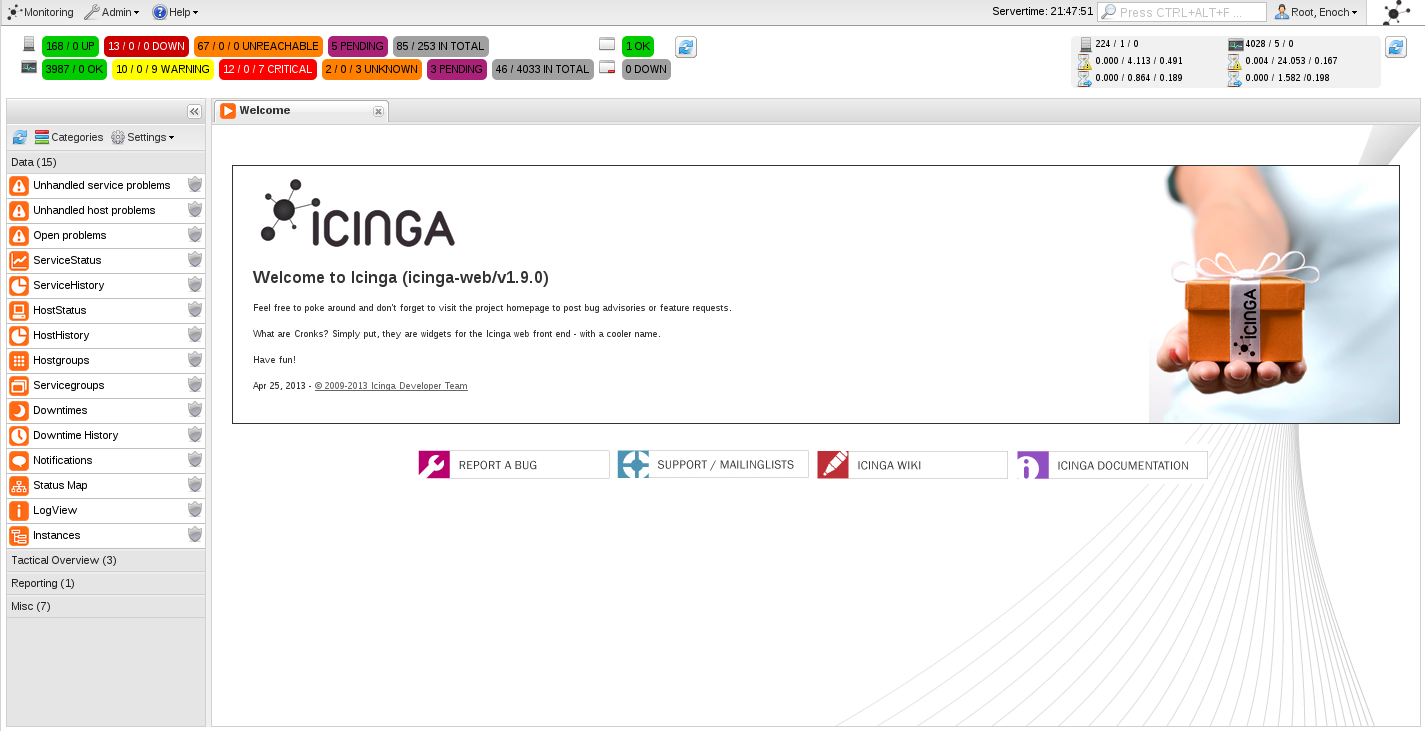 Monitoring Admin Help Servertime: 21:47:51 Press CTRL+ALT+F ... Root, Enoch
168 / 0 UP 13 / 0 / 0 DOWN 67 / 0 / 0 UNREACHABLE 5 PENDING 85 / 253 IN TOTAL 1 OK
3987 / 0 OK 10 / 0 / 9 WARNING 12 / 0 / 7 CRITICAL 2 / 0 / 3 UNKNOWN 3 PENDING 46 / 4033 IN TOTAL 0 DOWN
224 / 1 / 0 4028 / 5 / 0
0.000 / 4.113 / 0.491 0.004 / 24.053 / 0.167
0.000 / 0.864 / 0.189 0.000 / 1.582 /0.198
Categories Settings
Data (15)
Unhandled service problems
Unhandled host problems
Open problems
ServiceStatus
ServiceHistory
HostStatus
HostHistory
Hostgroups
Servicegroups
Downtimes
Downtime History
Notifications
Status Map
LogView
Instances
Tactical Overview (3)
Reporting (1)
Misc (7)
Welcome
ICINGA
Welcome to Icinga (icinga-web/v1.9.0)
Feel free to poke around and don't forget to visit the project homepage to post bug advisories or feature requests.
What are Cronks? Simply put, they are widgets for the Icinga web front end - with a cooler name.
Have fun!
Apr 25, 2013 - © 2009-2013 Icinga Developer Team
ICINGA
REPORT A BUG SUPPORT / MAILINGLISTS ICINGA WIKI ICINGA DOCUMENTATION